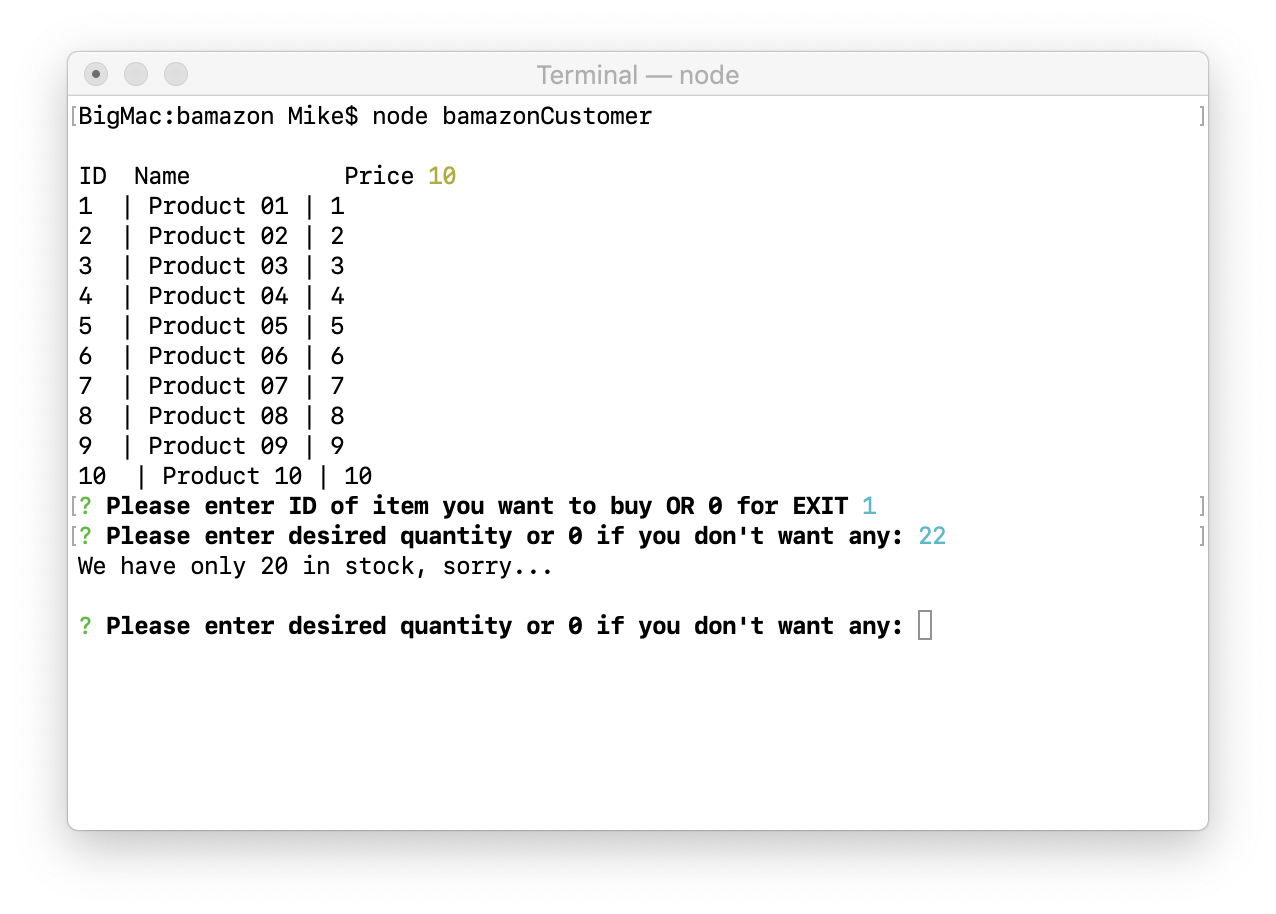 Terminal — node
[BigMac:bamazon Mike$ node bamazonCustomer ]
ID  Name           Price 10
1  | Product 01 | 1
2  | Product 02 | 2
3  | Product 03 | 3
4  | Product 04 | 4
5  | Product 05 | 5
6  | Product 06 | 6
7  | Product 07 | 7
8  | Product 08 | 8
9  | Product 09 | 9
10  | Product 10 | 10
[? Please enter ID of item you want to buy OR 0 for EXIT 1 ]
[? Please enter desired quantity or 0 if you don't want any: 22 ]
We have only 20 in stock, sorry...
? Please enter desired quantity or 0 if you don't want any: